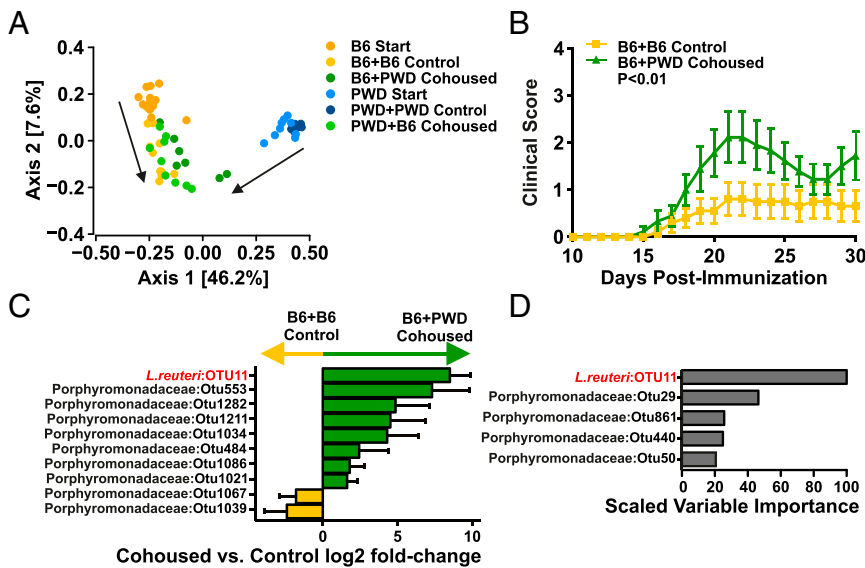 A
0.4
0.2
0.0
−0.2
−0.4
Axis 2 [7.6%]
−0.50
−0.25
0.00
0.25
0.50
Axis 1 [46.2%]
B6 Start
B6+B6 Control
B6+PWD Cohoused
PWD Start
PWD+PWD Control
PWD+B6 Cohoused
B
4
3
2
1
0
Clinical Score
B6+B6 Control
B6+PWD Cohoused
P<0.01
10
15
20
25
30
Days Post-Immunization
C
B6+B6
Control
B6+PWD
Cohoused
L.reuteri:OTU11
Porphyromonadaceae:Otu553
Porphyromonadaceae:Otu1282
Porphyromonadaceae:Otu1211
Porphyromonadaceae:Otu1034
Porphyromonadaceae:Otu484
Porphyromonadaceae:Otu1086
Porphyromonadaceae:Otu1021
Porphyromonadaceae:Otu1067
Porphyromonadaceae:Otu1039
0
5
10
Cohoused vs. Control log2 fold-change
D
L.reuteri:OTU11
Porphyromonadaceae:Otu29
Porphyromonadaceae:Otu861
Porphyromonadaceae:Otu440
Porphyromonadaceae:Otu50
0
20
40
60
80
100
Scaled Variable Importance